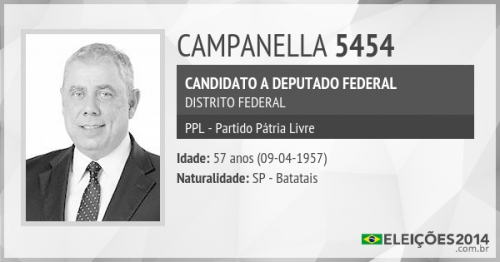 CAMPANELLA 5454
CANDIDATO A DEPUTADO FEDERAL
DISTRITO FEDERAL
PPL - Partido Pátria Livre
Idade: 57 anos (09-04-1957)
Naturalidade: SP - Batatais
ELEIÇÕES2014
.com.br